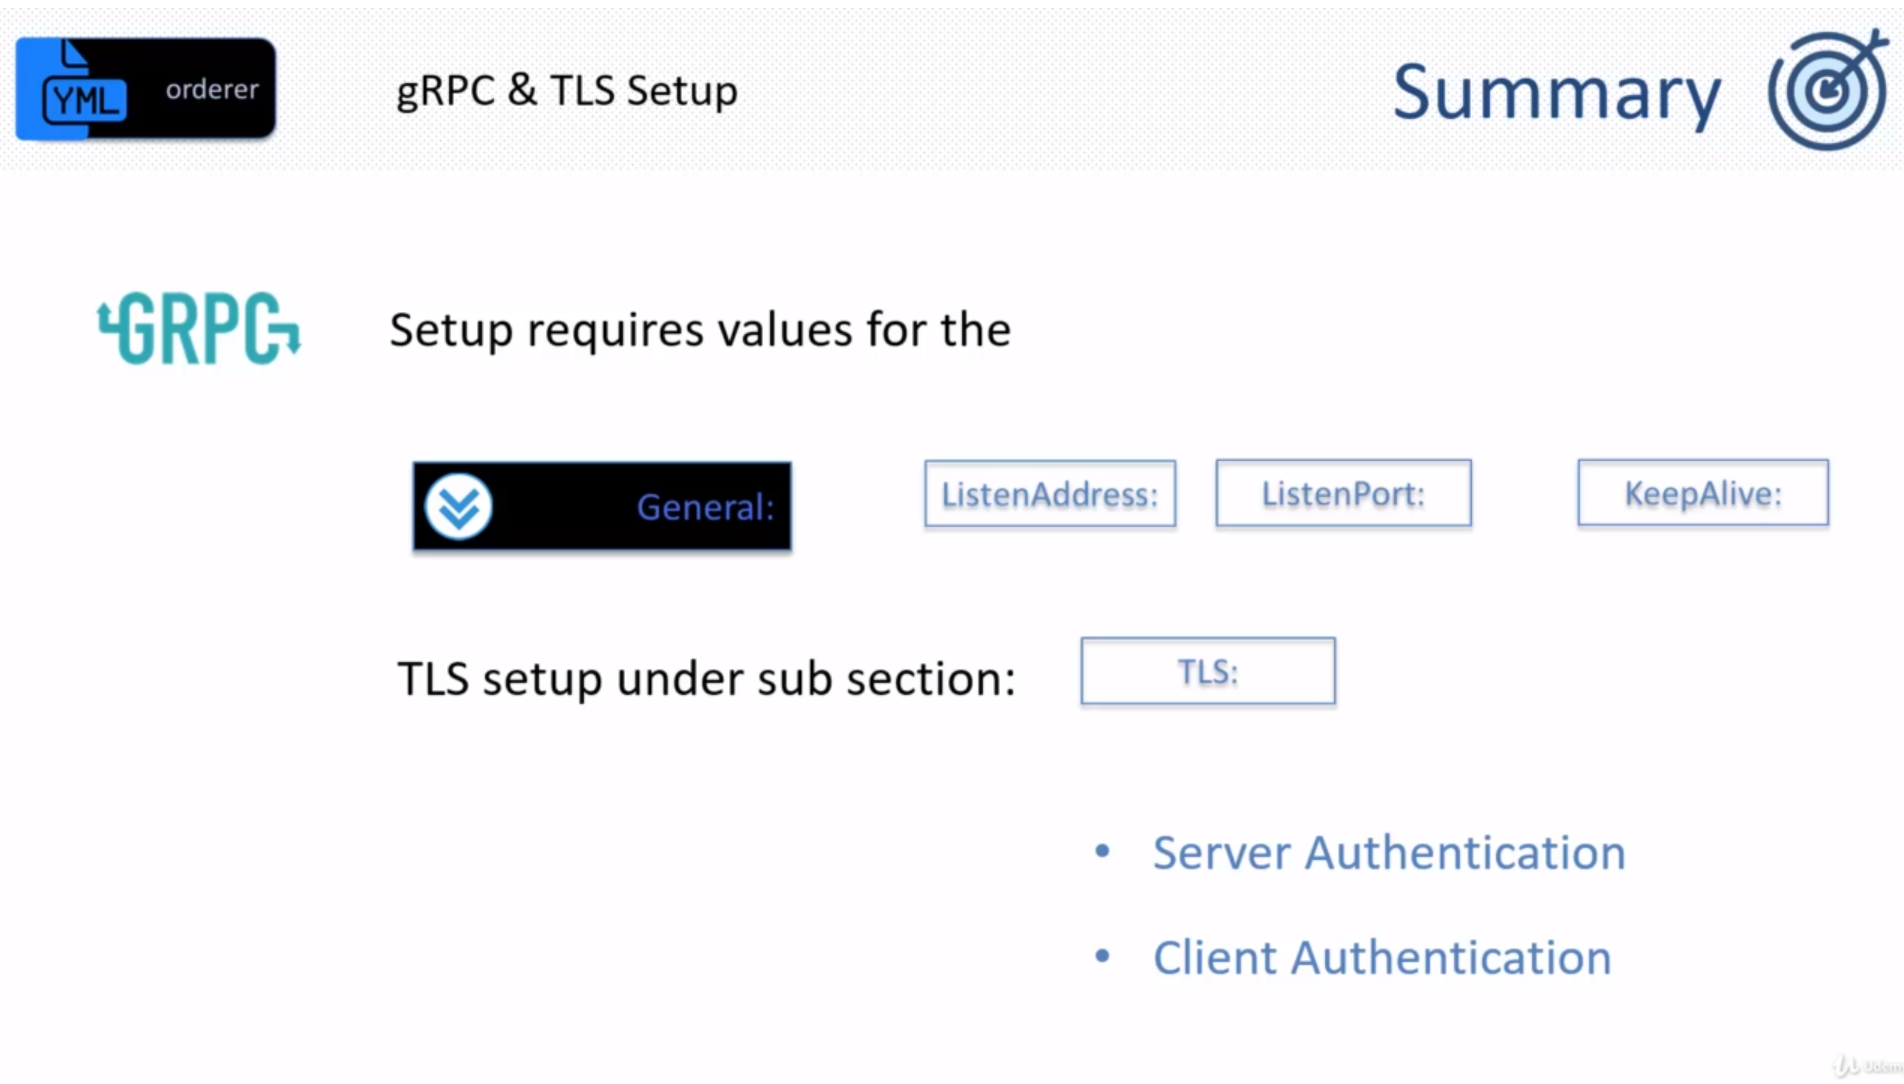 YML
orderer
gRPC & TLS Setup
Summary
GRPC
Setup requires values for the
General:
ListenAddress:
ListenPort:
KeepAlive:
TLS setup under sub section:
TLS:
• Server Authentication
• Client Authentication